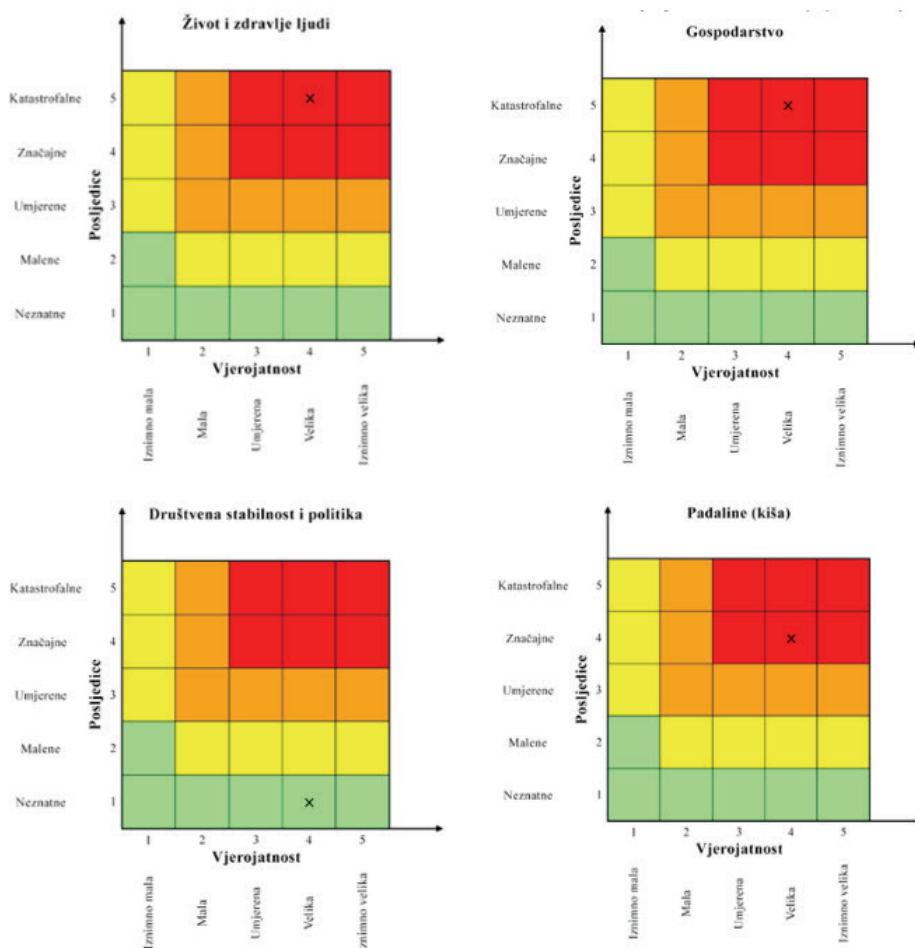 Život i zdravlje ljudi
Katastrofalne 5
Značajne 4
Umjerene 3
Malene 2
Neznatne 1
Posljedice
1 2 3 4 5
Vjerojatnost
Iznimno mala
Mala
Umjerena
Velika
Iznimno velika
Gospodarstvo
Katastrofalne 5
Značajne 4
Umjerene 3
Malene 2
Neznatne 1
Posljedice
1 2 3 4 5
Vjerojatnost
Iznimno mala
Mala
Umjerena
Velika
Iznimno velika
Društvena stabilnost i politika
Katastrofalne 5
Značajne 4
Umjerene 3
Malene 2
Neznatne 1
Posljedice
1 2 3 4 5
Vjerojatnost
Iznimno mala
Mala
Umjerena
Velika
Iznimno velika
Padaline (kiša)
Katastrofalne 5
Značajne 4
Umjerene 3
Malene 2
Neznatne 1
Posljedice
1 2 3 4 5
Vjerojatnost
Iznimno mala
Mala
Umjerena
Velika
Iznimno velika